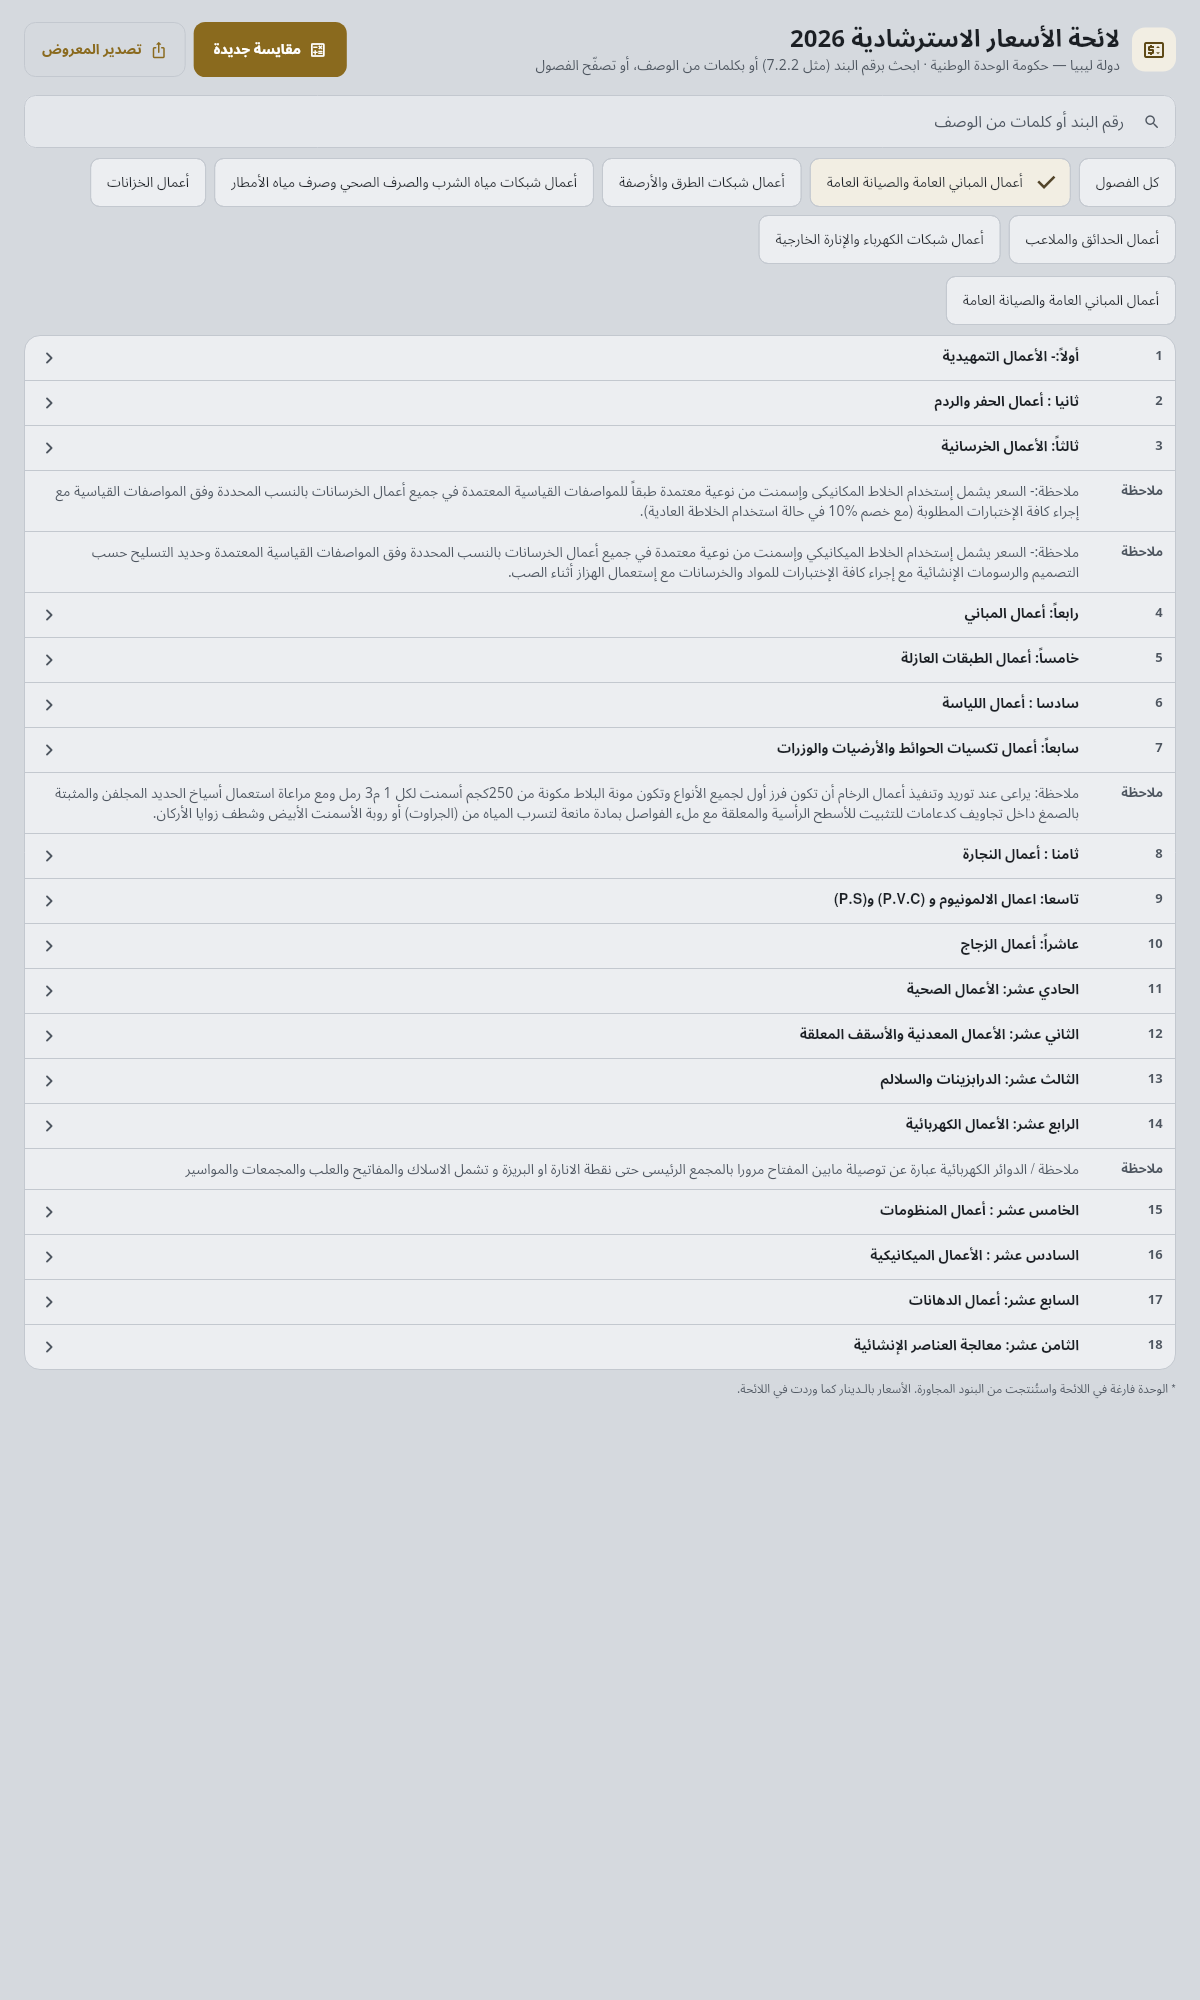 لائحة الأسعار الاسترشادية 2026
دولة ليبيا — حكومة الوحدة الوطنية · ابحث برقم البند (مثل 7.2.2) أو بكلمات من الوصف، أو تصفّح الفصول
مقايسة جديدة
تصدير المعروض
رقم البند أو كلمات من الوصف
كل الفصول
أعمال المباني العامة والصيانة العامة
أعمال شبكات الطرق والأرصفة
أعمال شبكات مياه الشرب والصرف الصحي وصرف مياه الأمطار
أعمال الخزانات
أعمال الحدائق والملاعب
أعمال شبكات الكهرباء والإنارة الخارجية
أعمال المباني العامة والصيانة العامة
1 أولاً:- الأعمال التمهيدية
2 ثانيا : أعمال الحفر والردم
3 ثالثاً: الأعمال الخرسانية
ملاحظة ملاحظة:- السعر يشمل إستخدام الخلاط المكانيكى وإسمنت من نوعية معتمدة طبقاً للمواصفات القياسية المعتمدة في جميع أعمال الخرسانات بالنسب المحددة وفق المواصفات القياسية مع
إجراء كافة الإختبارات المطلوبة (مع خصم 10% في حالة استخدام الخلاطة العادية).
ملاحظة ملاحظة:- السعر يشمل إستخدام الخلاط الميكانيكي وإسمنت من نوعية معتمدة في جميع أعمال الخرسانات بالنسب المحددة وفق المواصفات القياسية المعتمدة وحديد التسليح حسب
التصميم والرسومات الإنشائية مع إجراء كافة الإختبارات للمواد والخرسانات مع إستعمال الهزاز أثناء الصب.
4 رابعاً: أعمال المباني
5 خامساً: أعمال الطبقات العازلة
6 سادسا : أعمال اللياسة
7 سابعاً: أعمال تكسيات الحوائط والأرضيات والوزرات
ملاحظة ملاحظة: يراعى عند توريد وتنفيذ أعمال الرخام أن تكون فرز أول لجميع الأنواع وتكون مونة البلاط مكونة من 250كجم أسمنت لكل 1 م3 رمل ومع مراعاة استعمال أسياخ الحديد المجلفن والمثبتة
بالصمغ داخل تجاويف كدعامات للتثبيت للأسطح الرأسية والمعلقة مع ملء الفواصل بمادة مانعة لتسرب المياه من (الجراوت) أو روبة الأسمنت الأبيض وشطف زوايا الأركان.
8 ثامنا : أعمال النجارة
9 تاسعا: اعمال الالمونيوم و (P.V.C) و(P.S)
10 عاشراً: أعمال الزجاج
11 الحادي عشر: الأعمال الصحية
12 الثاني عشر: الأعمال المعدنية والأسقف المعلقة
13 الثالث عشر: الدرابزينات والسلالم
14 الرابع عشر: الأعمال الكهربائية
ملاحظة ملاحظة / الدوائر الكهربائية عبارة عن توصيلة مابين المفتاح مرورا بالمجمع الرئيسى حتى نقطة الانارة او البريزة و تشمل الاسلاك والمفاتيح والعلب والمجمعات والمواسير
15 الخامس عشر : أعمال المنظومات
16 السادس عشر : الأعمال الميكانيكية
17 السابع عشر: أعمال الدهانات
18 الثامن عشر: معالجة العناصر الإنشائية
* الوحدة فارغة في اللائحة واستُنتجت من البنود المجاورة. الأسعار بالـدينار كما وردت في اللائحة.